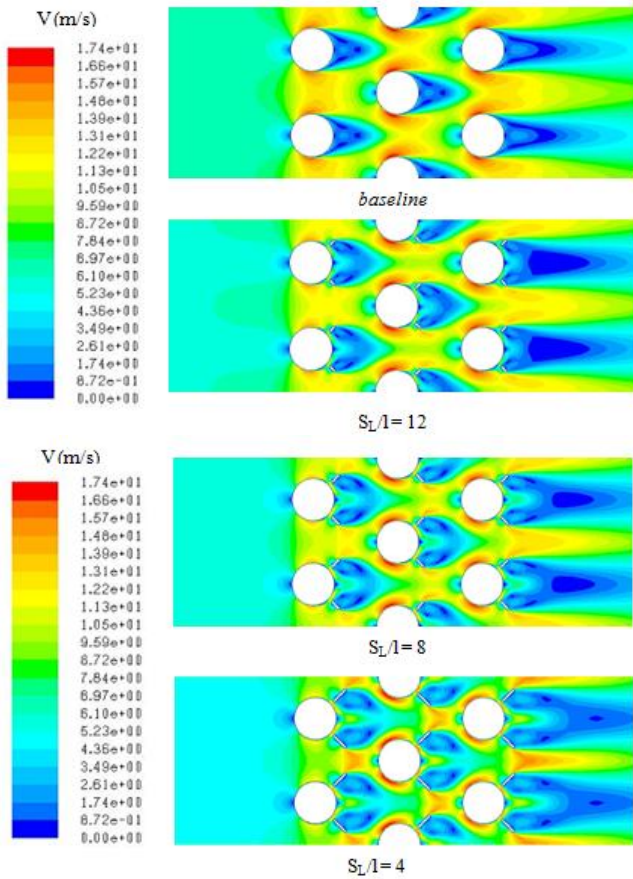 V(m/s)
1.74e+01
1.66e+01
1.57e+01
1.48e+01
1.39e+01
1.31e+01
1.22e+01
1.13e+01
1.05e+01
9.59e+00
8.72e+00
7.84e+00
6.97e+00
6.10e+00
5.23e+00
4.36e+00
3.49e+00
2.61e+00
1.74e+00
8.72e-01
0.00e+00
baseline
S_L/l= 12
V(m/s)
1.74e+01
1.66e+01
1.57e+01
1.48e+01
1.39e+01
1.31e+01
1.22e+01
1.13e+01
1.05e+01
9.59e+00
8.72e+00
7.84e+00
6.97e+00
6.10e+00
5.23e+00
4.36e+00
3.49e+00
2.61e+00
1.74e+00
8.72e-01
0.00e+00
S_L/l= 8
S_L/l= 4